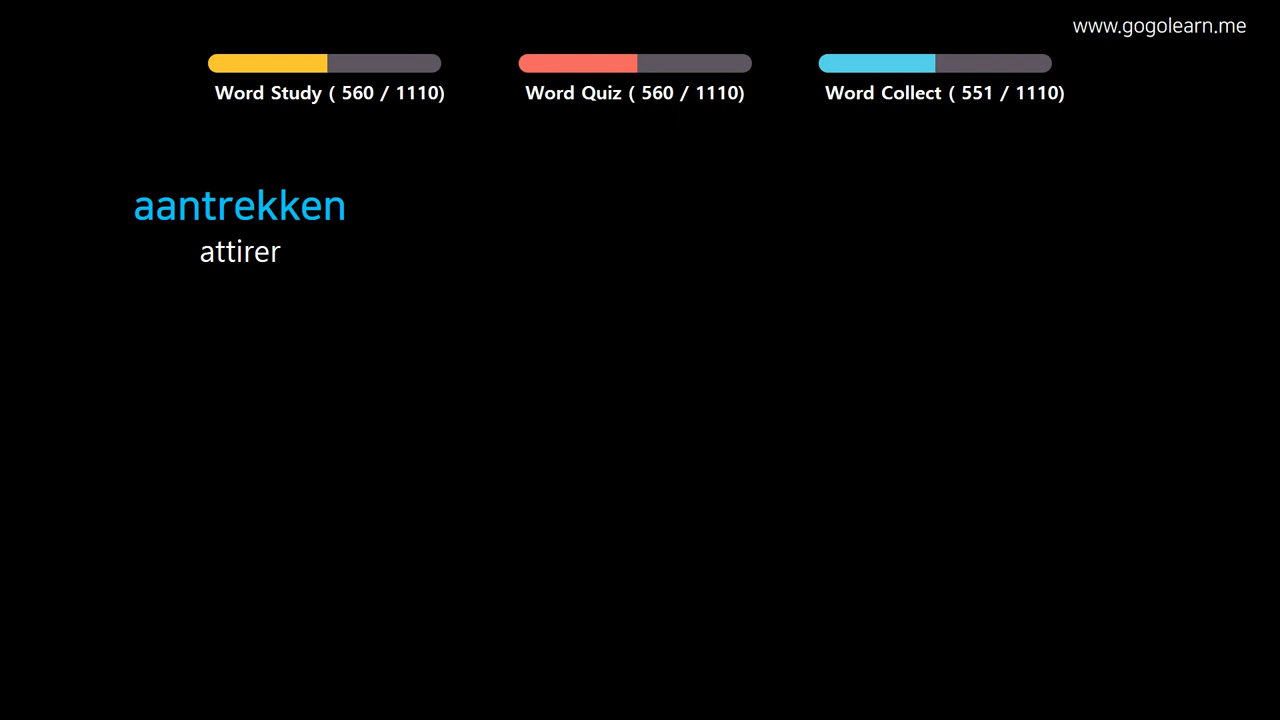 www.gogolearn.me
Word Study ( 560 / 1110)
Word Quiz ( 560 / 1110)
Word Collect ( 551 / 1110)
aantrekken
attirer